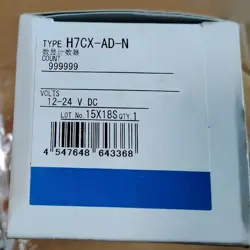 TYPE H7CX-AD-N
数显计数器
COUNT
999999
VOLTS
12-24 V DC
LOT No. 15X18S QTY. 1
4 547648 643368